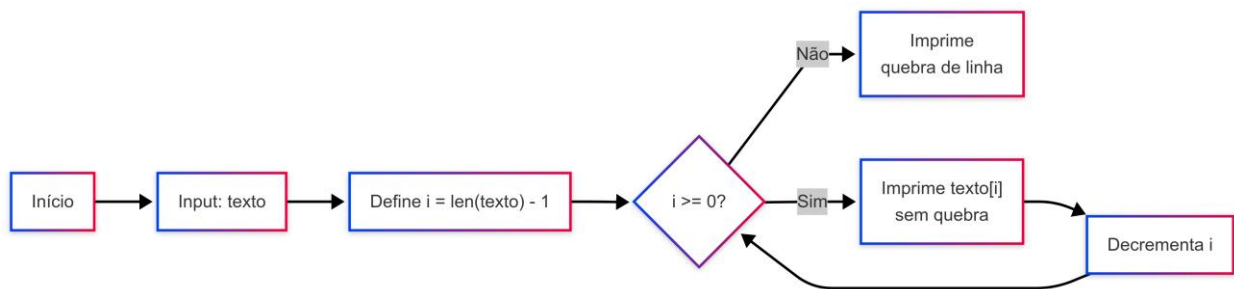 Início
Input: texto
Define i = len(texto) - 1
i >= 0?
Não
Imprime
quebra de linha
Sim
Imprime texto[i]
sem quebra
Decrementa i